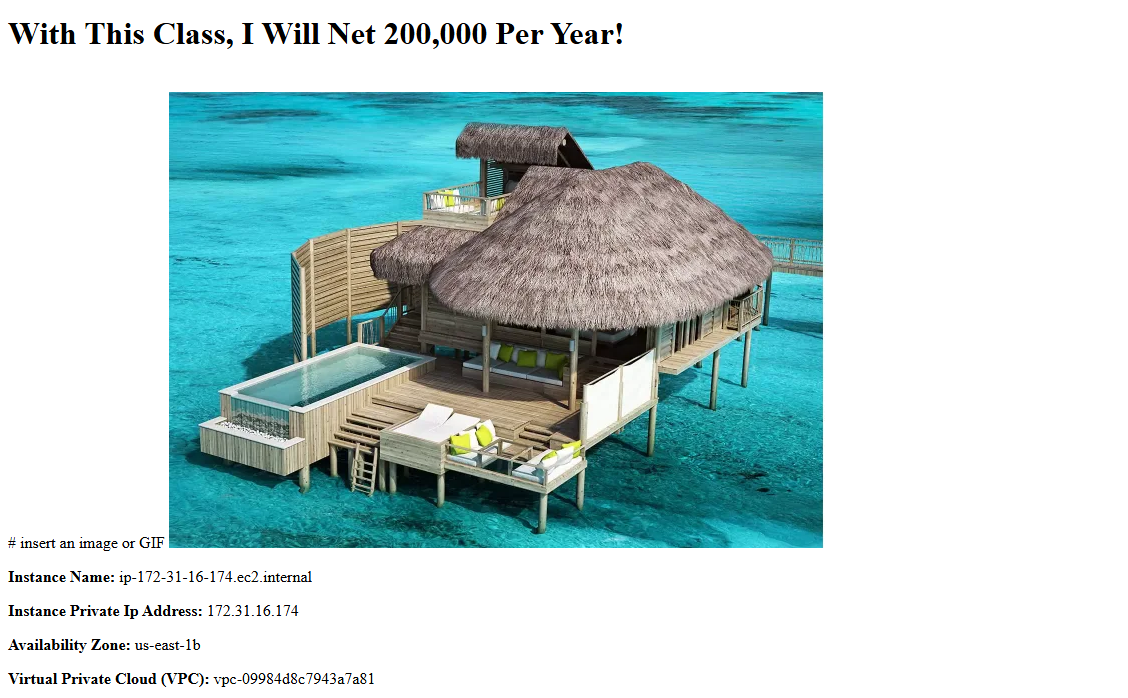 With This Class, I Will Net 200,000 Per Year!
# insert an image or GIF
Instance Name: ip-172-31-16-174.ec2.internal
Instance Private Ip Address: 172.31.16.174
Availability Zone: us-east-1b
Virtual Private Cloud (VPC): vpc-09984d8c7943a7a81